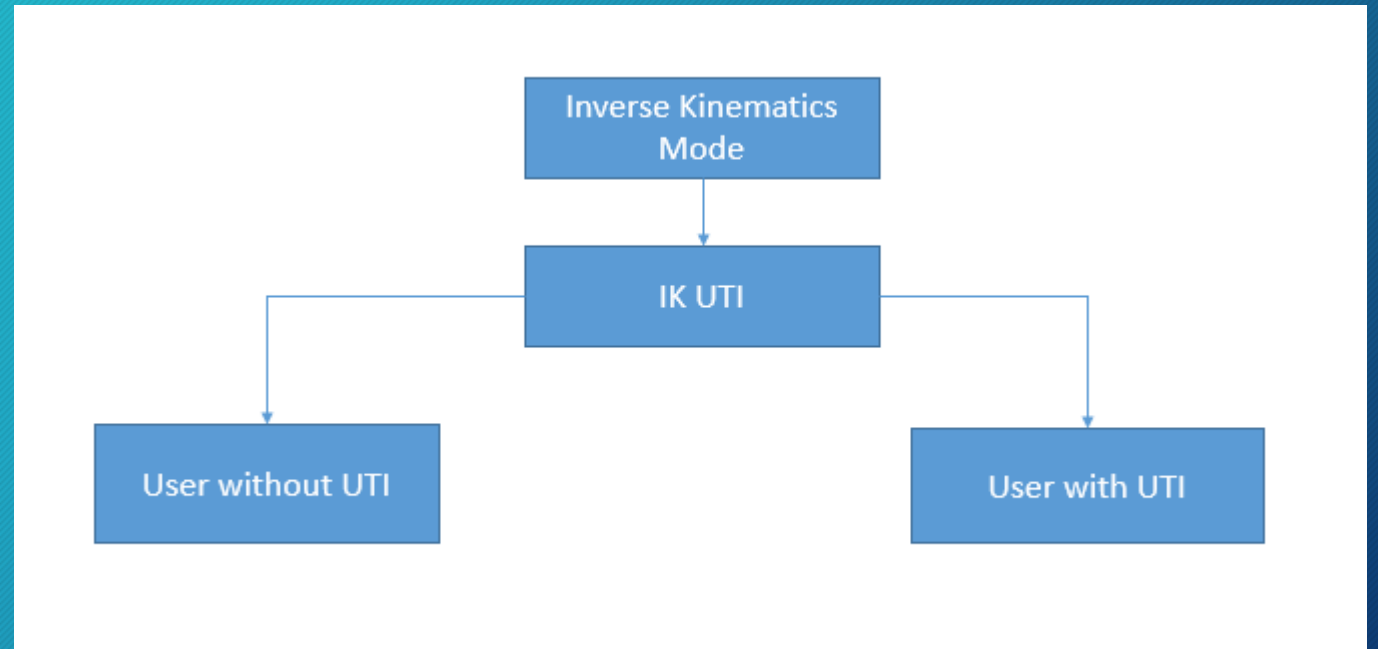 Inverse Kinematics
Mode
IK UTI
User without UTI
User with UTI